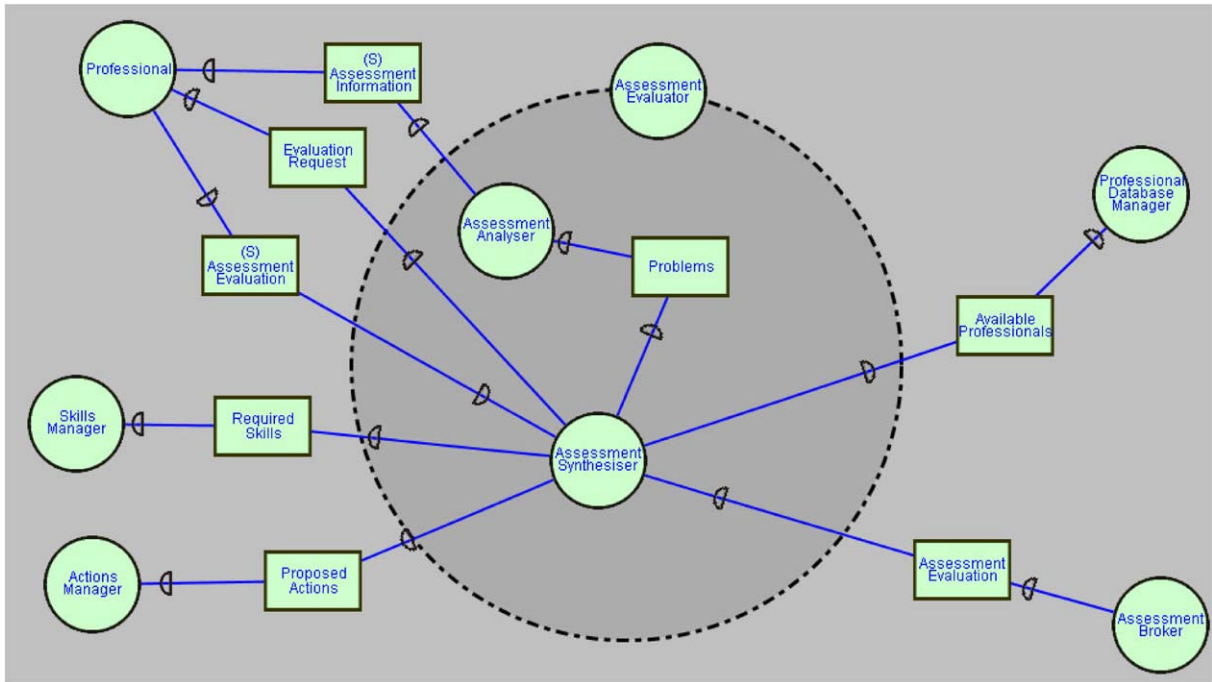 Professional
(S)
Assessment
Information
Assessment
Evaluator
Evaluation
Request
Professional
Database
Manager
Assessment
Analyser
(S)
Assessment
Evaluation
Problems
Available
Professionals
Skills
Manager
Required
Skills
Assessment
Synthesiser
Actions
Manager
Proposed
Actions
Assessment
Evaluation
Assessment
Broker